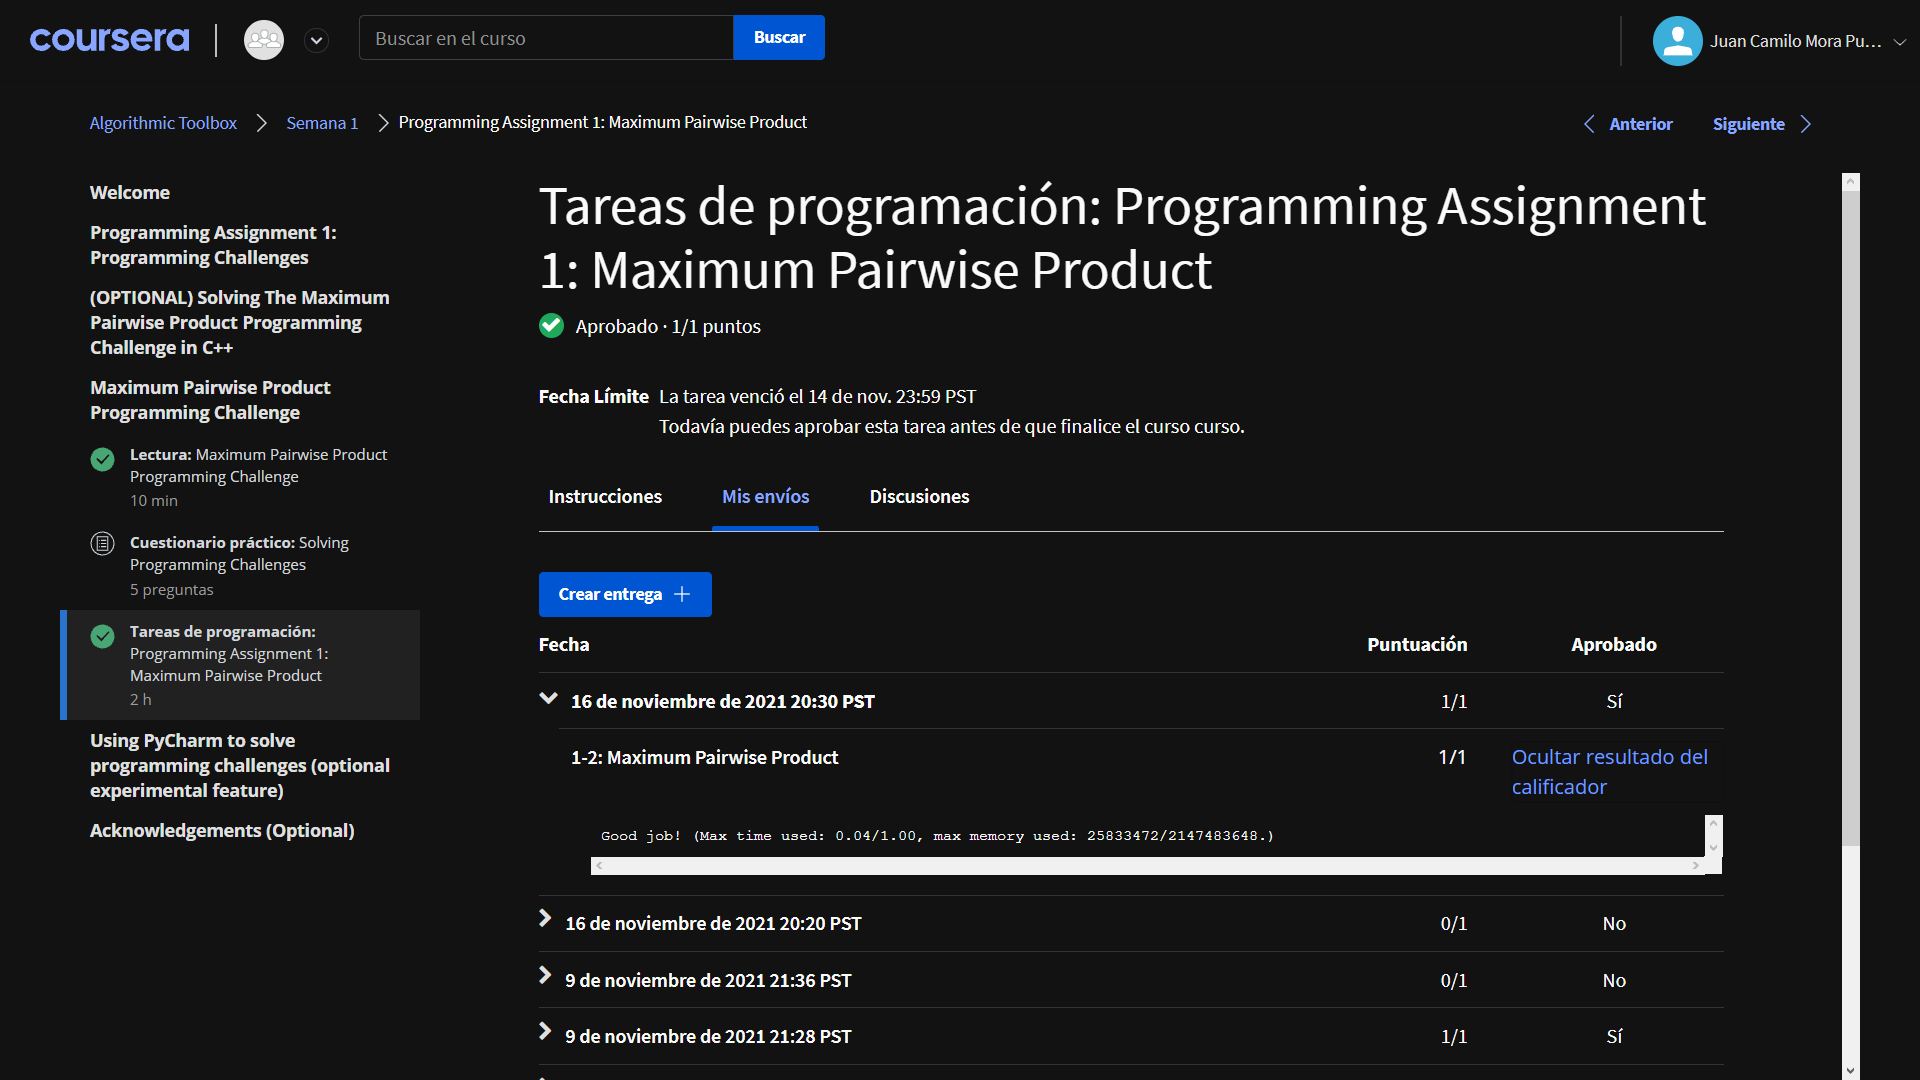 coursera
Buscar en el curso
Buscar
Juan Camilo Mora Pu...
Algorithmic Toolbox
Semana 1
Programming Assignment 1: Maximum Pairwise Product
Anterior
Siguiente
Welcome
Programming Assignment 1:
Programming Challenges
(OPTIONAL) Solving The Maximum
Pairwise Product Programming
Challenge in C++
Maximum Pairwise Product
Programming Challenge
Lectura: Maximum Pairwise Product
Programming Challenge
10 min
Cuestionario práctico: Solving
Programming Challenges
5 preguntas
Tareas de programación:
Programming Assignment 1:
Maximum Pairwise Product
2 h
Using PyCharm to solve
programming challenges (optional
experimental feature)
Acknowledgements (Optional)
Tareas de programación: Programming Assignment
1: Maximum Pairwise Product
Aprobado · 1/1 puntos
Fecha Límite La tarea venció el 14 de nov. 23:59 PST
Todavía puedes aprobar esta tarea antes de que finalice el curso curso.
Instrucciones
Mis envíos
Discusiones
Crear entrega
Fecha Puntuación Aprobado
16 de noviembre de 2021 20:30 PST 1/1 Sí
1-2: Maximum Pairwise Product 1/1 Ocultar resultado del
calificador
Good job! (Max time used: 0.04/1.00, max memory used: 25833472/2147483648.)
16 de noviembre de 2021 20:20 PST 0/1 No
9 de noviembre de 2021 21:36 PST 0/1 No
9 de noviembre de 2021 21:28 PST 1/1 Sí